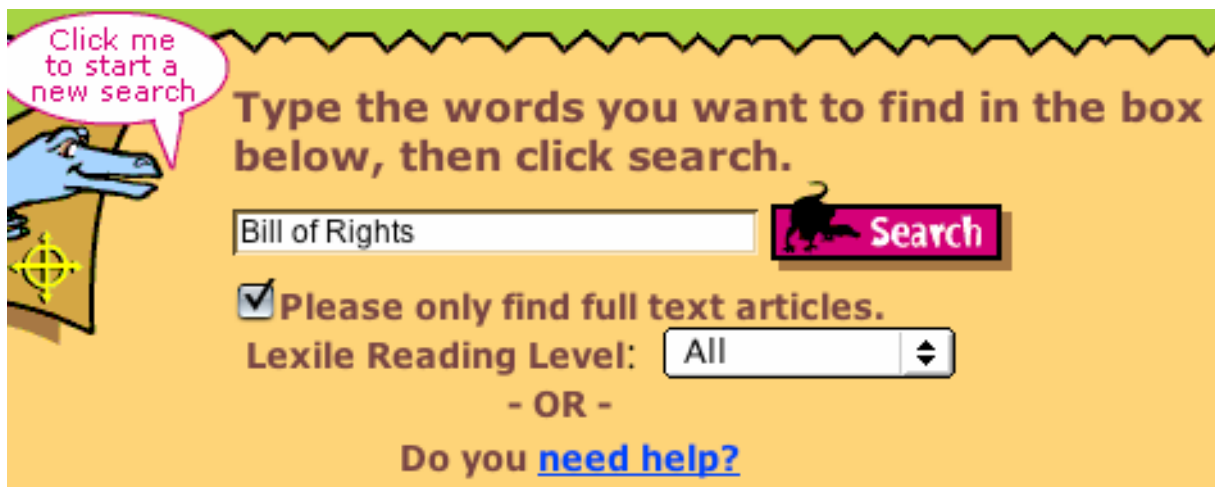 Click me
to start a
new search
Type the words you want to find in the box
below, then click search.
Bill of Rights
Search
Please only find full text articles.
Lexile Reading Level: All
- OR -
Do you need help?